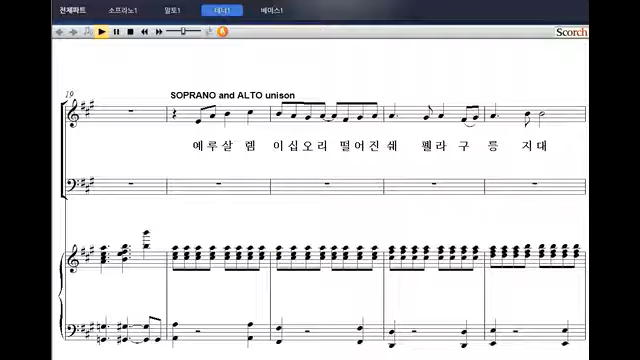 전체파트 소프라노1 알토1 테너1 베이스1
Scorch
19
SOPRANO and ALTO unison
예 루 살 렘 이 십 오 리 떨 어 진 쉐 펠 라 구 릉 지 대